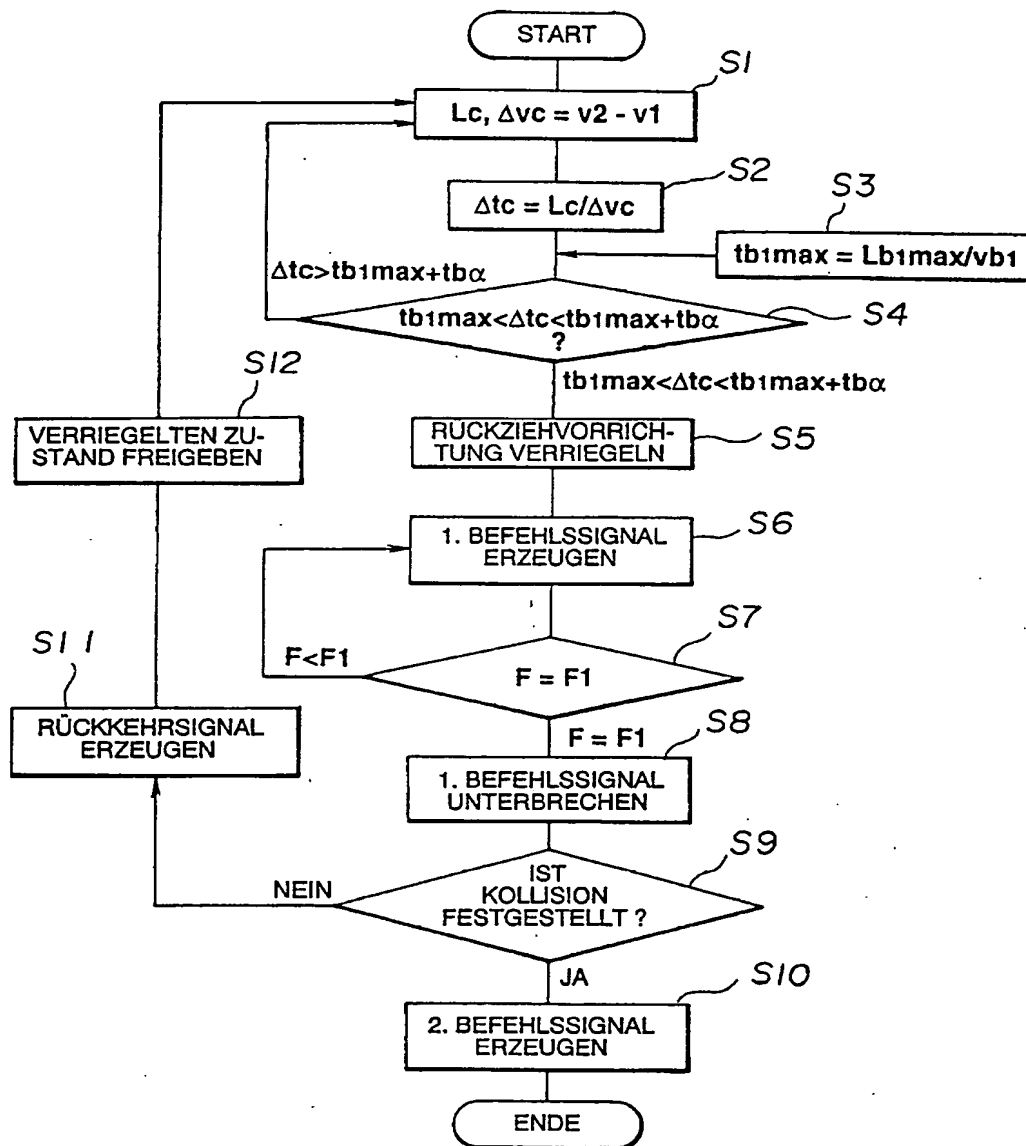 START
S1
Lc, Δvc = v2 - v1
S2
Δtc = Lc/Δvc
S3
tb1max = Lb1max/vb1
Δtc>tb1max+tbα
S4
tb1max<Δtc<tb1max+tbα
?
tb1max<Δtc<tb1max+tbα
S12
VERRIEGELTEN ZU-
STAND FREIGEBEN
S5
RÜCKZIEHVORRICH-
TUNG VERRIEGELN
S6
1. BEFEHLSSIGNAL
ERZEUGEN
S7
F<F1
F = F1
S11
RÜCKKEHRSIGNAL
ERZEUGEN
F = F1
S8
1. BEFEHLSSIGNAL
UNTERBRECHEN
S9
NEIN
IST
KOLLISION
FESTGESTELLT ?
JA
S10
2. BEFEHLSSIGNAL
ERZEUGEN
ENDE